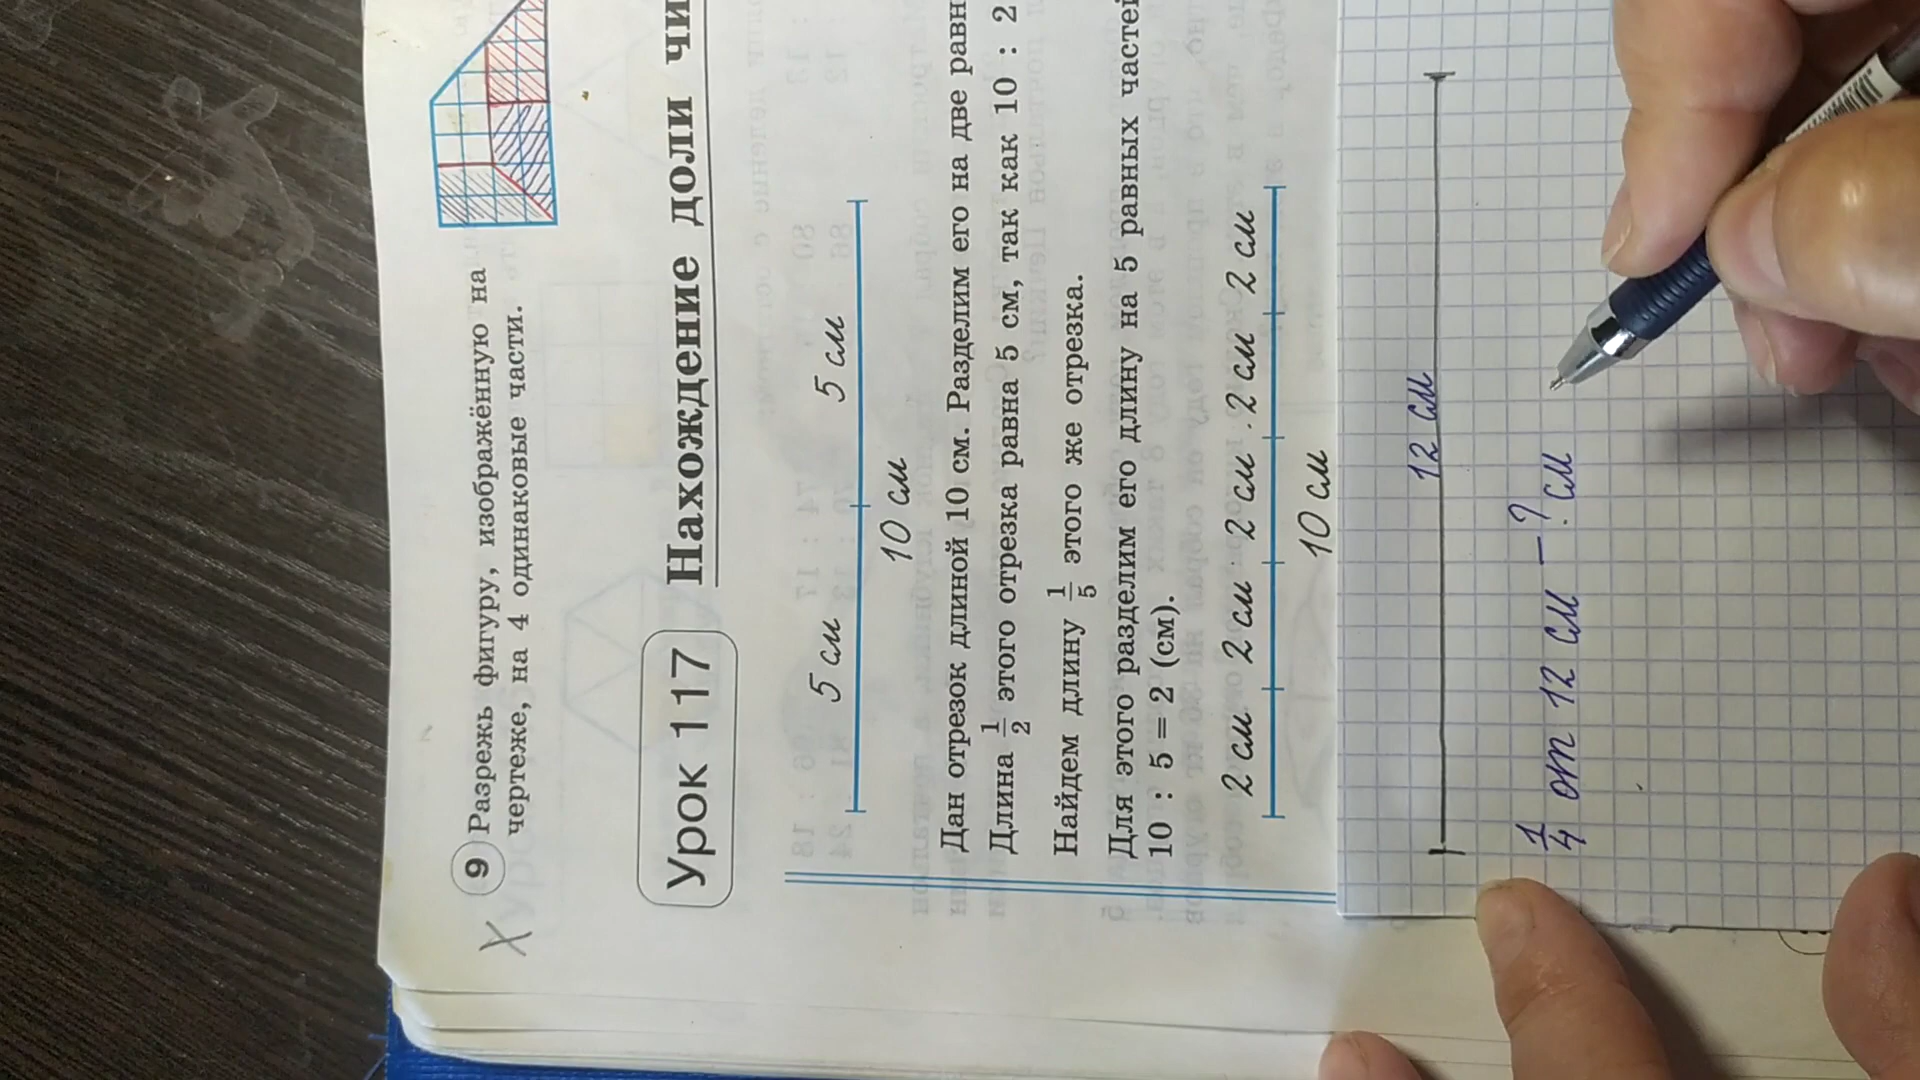 9 Разрежь фигуру, изображённую на
чертеже, на 4 одинаковые части.
Урок 117 Нахождение доли
5 см 5 см
10 см
Дан отрезок длиной 10 см. Разделим его на две
Длина 1/2 этого отрезка равна 5 см, так как 10 : 2
Найдем длину 1/5 этого же отрезка.
Для этого разделим его длину на 5 равных частей
10 : 5 = 2 (см).
2 см 2 см 2 см 2 см 2 см
10 см
12 см
1/4 от 12 см – ? см